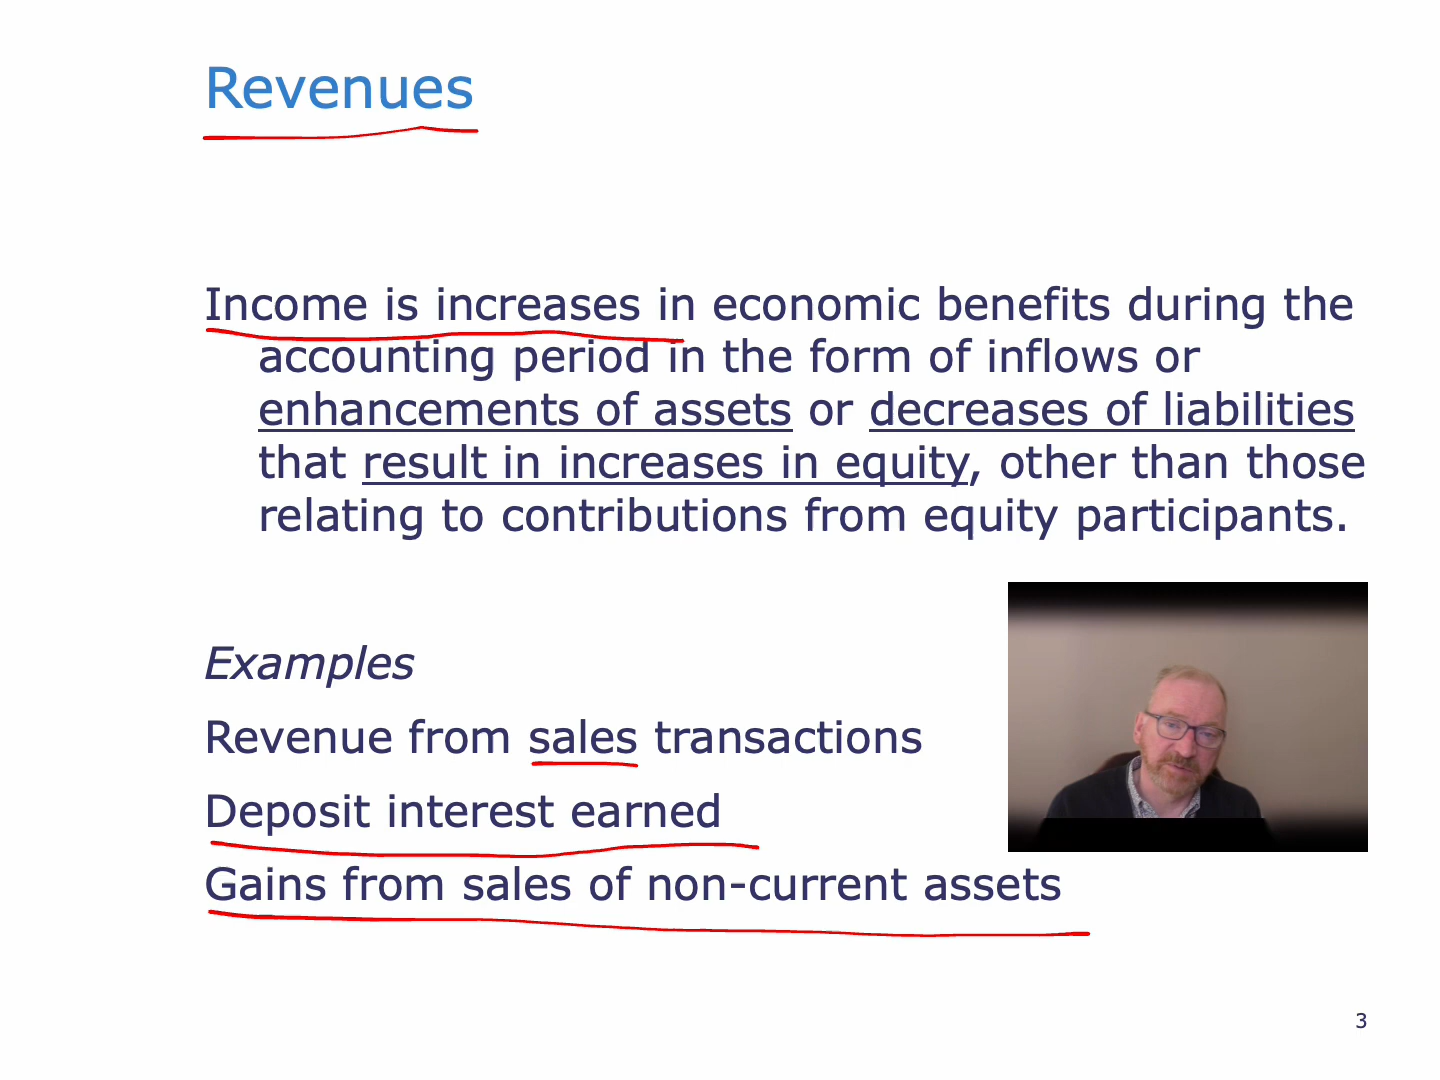 Revenues
Income is increases in economic benefits during the
accounting period in the form of inflows or
enhancements of assets or decreases of liabilities
that result in increases in equity, other than those
relating to contributions from equity participants.
Examples
Revenue from sales transactions
Deposit interest earned
Gains from sales of non-current assets
3